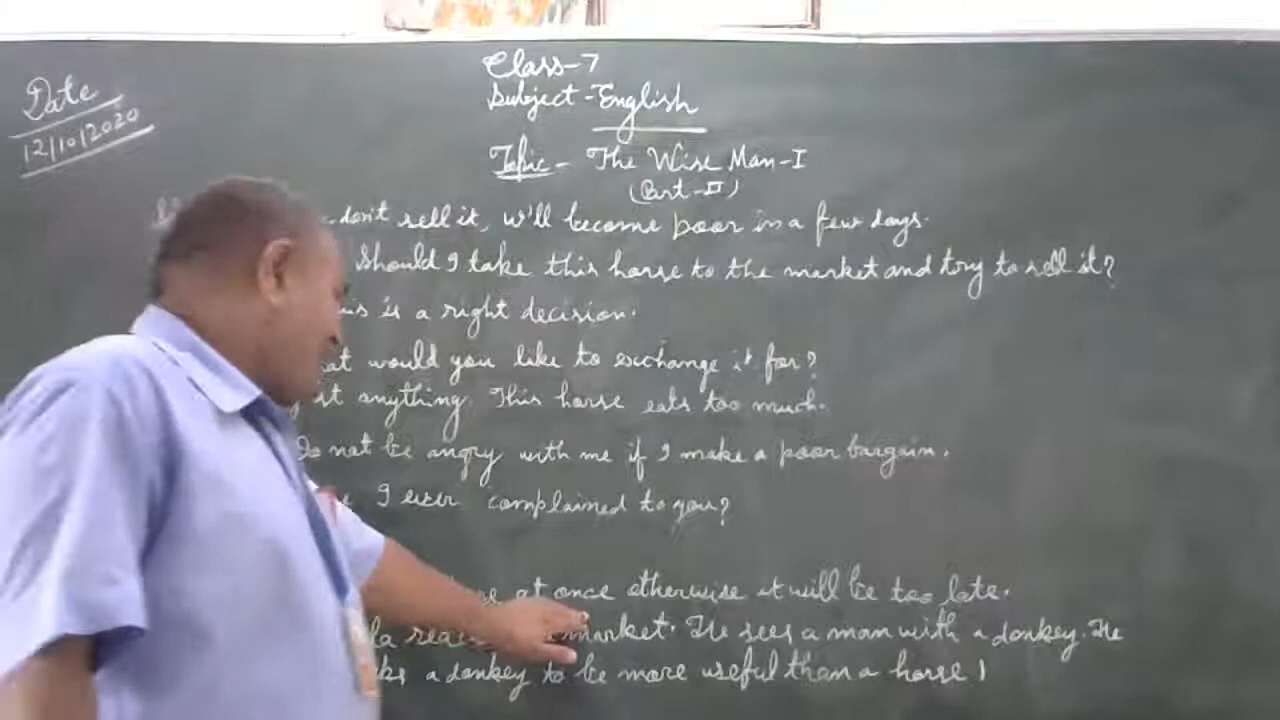 Class-7
Subject-English
Date
12/10/2020
Topic - The Wise Man-I
(Part-II)
don't sell it, w'll become poor in a few days.
Should I take this horse to the market and try to sell it?
is a right decision.
would you like to exchange it for?
anything. This horse eats too much.
Do not be angry with me if I make a poor bargain.
I ever complained to you?
at once otherwise it will be too late.
market. He sees a man with a donkey. He
a donkey to be more useful than a horse!